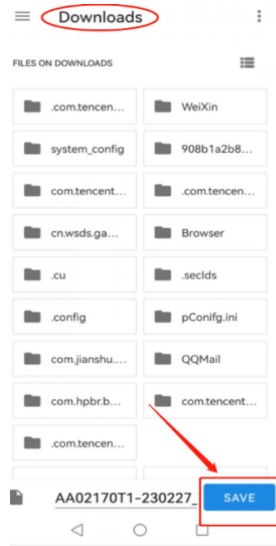 Downloads
FILES ON DOWNLOADS
.com.tencen...
WeiXin
system_config
908b1a2b8...
com.tencent...
.com.tencen...
cn.wsds.ga...
Browser
.cu
.seclds
.config
pConifg.ini
com.jianshu....
QQMail
com.hpbr.b...
com.tencent...
.com.tencen...
AA02170T1-230227_
SAVE